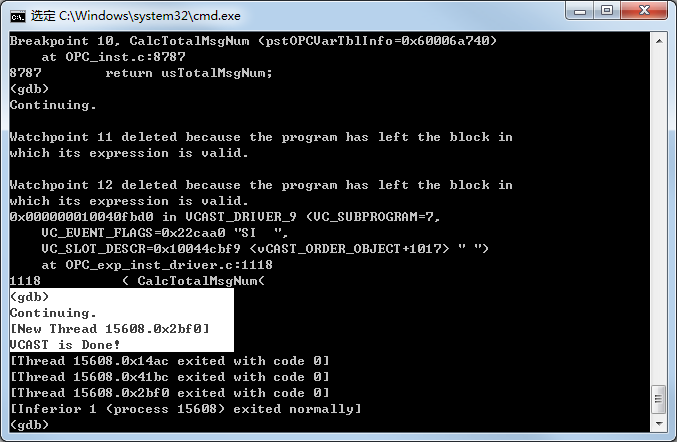 选定 C:\Windows\system32\cmd.exe
Breakpoint 10, CalcTotalMsgNum (pstOPCVarTblInfo=0x60006a740)
    at OPC_inst.c:8787
8787        return usTotalMsgNum;
(gdb)
Continuing.
Watchpoint 11 deleted because the program has left the block in
which its expression is valid.
Watchpoint 12 deleted because the program has left the block in
which its expression is valid.
0x000000010040fbd0 in VCAST_DRIVER_9 (VC_SUBPROGRAM=7,
    VC_EVENT_FLAGS=0x22caa0 "SI  ",
    VC_SLOT_DESCR=0x10044cbf9 <vCAST_ORDER_OBJECT+1017> " ")
    at OPC_exp_inst_driver.c:1118
1118          ( CalcTotalMsgNum(
(gdb)
Continuing.
[New Thread 15608.0x2bf0]
VCAST is Done!
[Thread 15608.0x14ac exited with code 0]
[Thread 15608.0x41bc exited with code 0]
[Thread 15608.0x2bf0 exited with code 0]
[Inferior 1 (process 15608) exited normally]
(gdb)